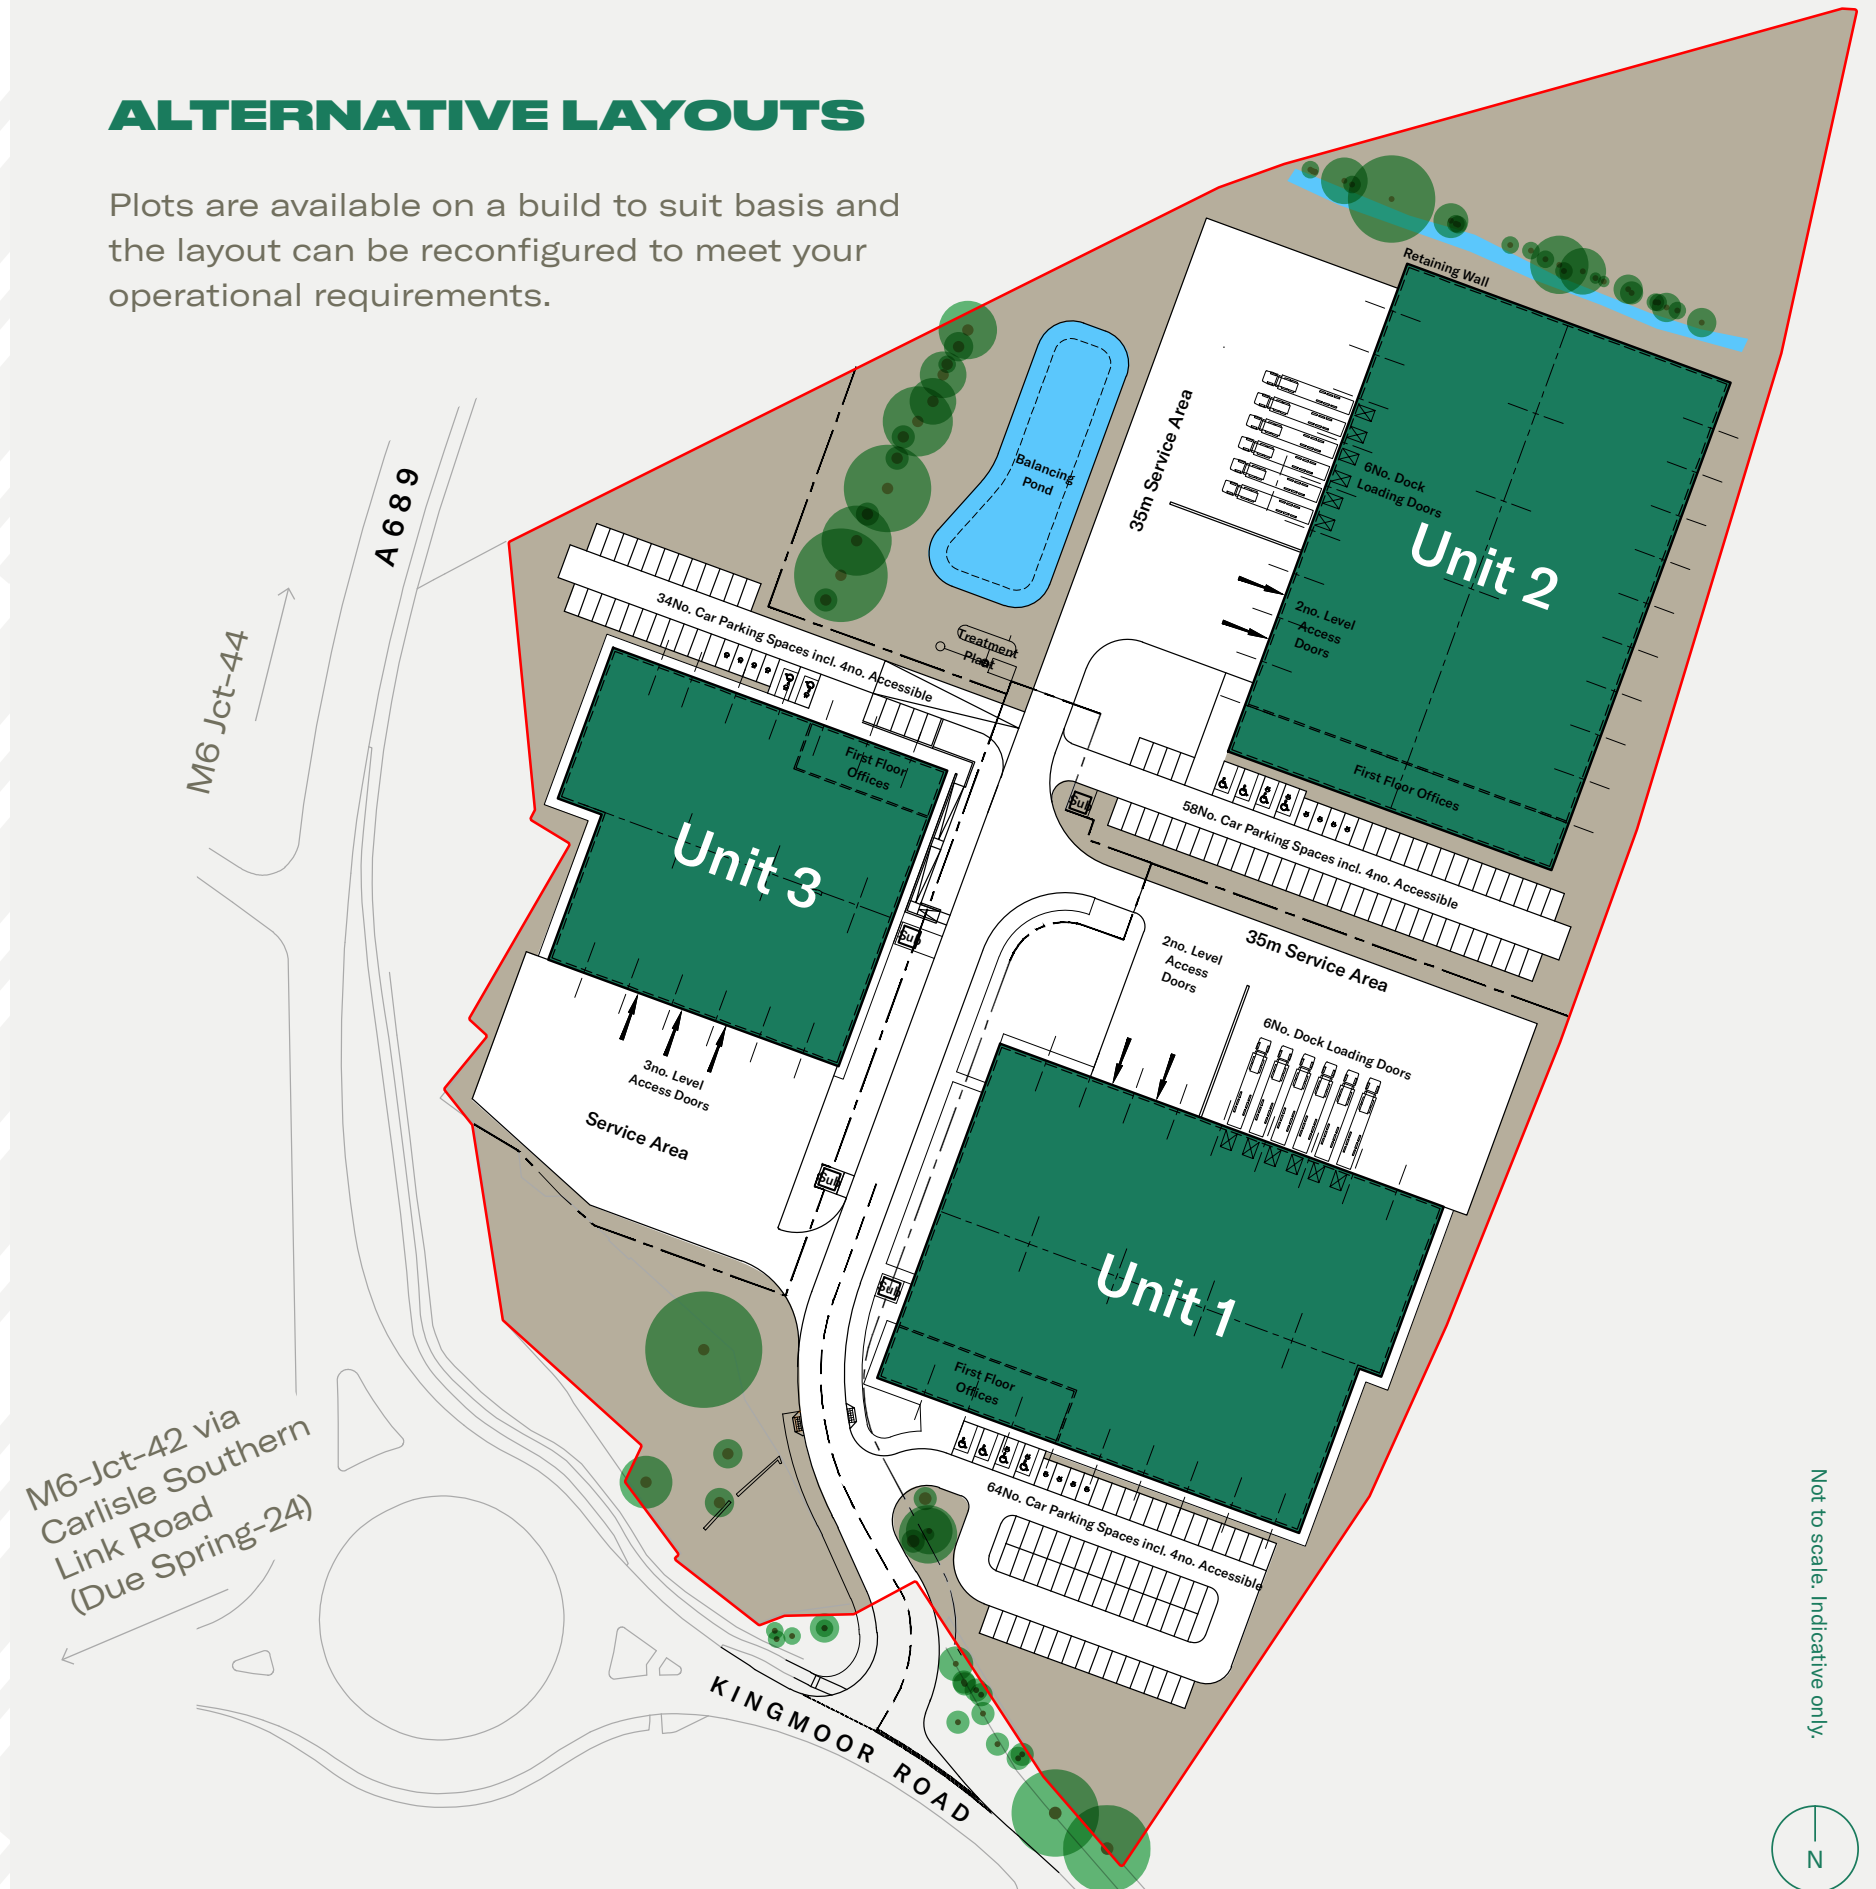 ALTERNATIVE LAYOUTS
Plots are available on a build to suit basis and
the layout can be reconfigured to meet your
operational requirements.
A689
M6 Jct-44
M6-Jct-42 via
Carlisle Southern
Link Road
(Due Spring-24)
KINGMOOR ROAD
Retaining Wall
35m Service Area
6No. Dock
Loading Doors
Unit 2
2no. Level
Access
Doors
First Floor Offices
58No. Car Parking Spaces incl. 4no. Accessible
Sub
Balancing
Pond
Treatment
Plant
34No. Car Parking Spaces incl. 4no. Accessible
First Floor
Offices
Unit 3
Sub
3no. Level
Access Doors
Service Area
Sub
35m Service Area
2no. Level
Access
Doors
6No. Dock Loading Doors
Unit 1
Sub
First Floor
Offices
64No. Car Parking Spaces incl. 4no. Accessible
Not to scale. Indicative only.
N